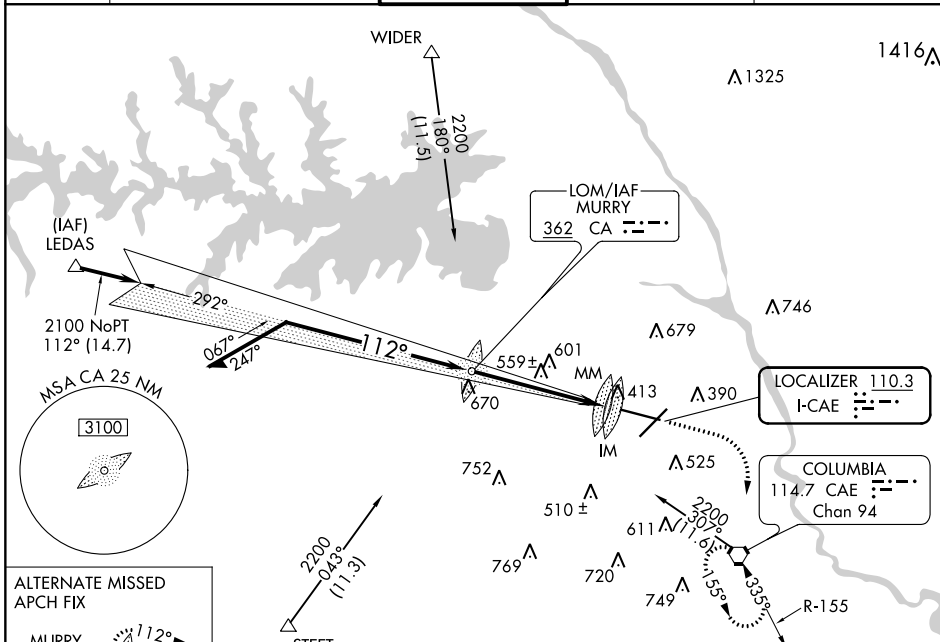 WIDER
1416
1325
2200
180°
(11.5)
LOM/IAF
MURRY
362 CA
(IAF)
LEDAS
292°
2100 NoPT
112° (14.7)
067°
247°
112°
746
679
559 ±
601
MM
413
670
390
LOCALIZER 110.3
I-CAE
MSA CA 25 NM
3100
IM
752
525
COLUMBIA
114.7 CAE
Chan 94
510 ±
2200
307°
(11.6)
611
2200
043°
(11.3)
769
720
749
155°
335°
R-155
ALTERNATE MISSED
APCH FIX
112°